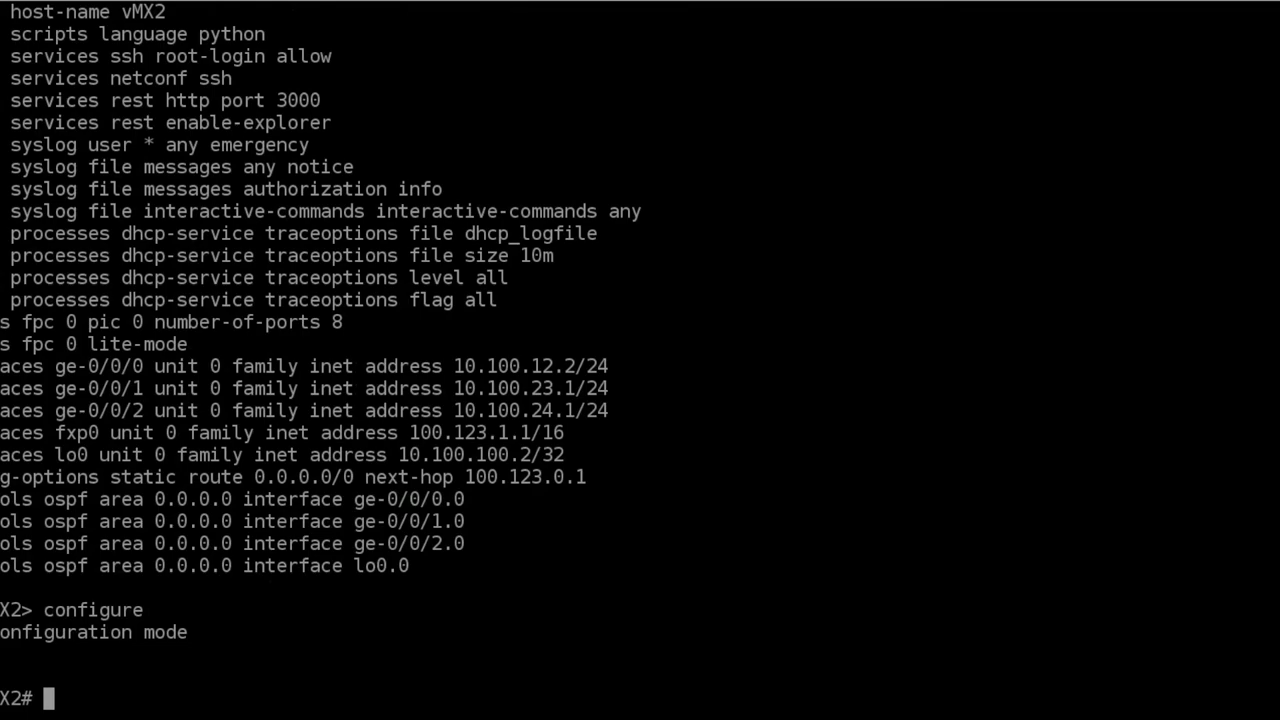 host-name vMX2
scripts language python
services ssh root-login allow
services netconf ssh
services rest http port 3000
services rest enable-explorer
syslog user * any emergency
syslog file messages any notice
syslog file messages authorization info
syslog file interactive-commands interactive-commands any
processes dhcp-service traceoptions file dhcp_logfile
processes dhcp-service traceoptions file size 10m
processes dhcp-service traceoptions level all
processes dhcp-service traceoptions flag all
s fpc 0 pic 0 number-of-ports 8
s fpc 0 lite-mode
aces ge-0/0/0 unit 0 family inet address 10.100.12.2/24
aces ge-0/0/1 unit 0 family inet address 10.100.23.1/24
aces ge-0/0/2 unit 0 family inet address 10.100.24.1/24
aces fxp0 unit 0 family inet address 100.123.1.1/16
aces lo0 unit 0 family inet address 10.100.100.2/32
g-options static route 0.0.0.0/0 next-hop 100.123.0.1
ols ospf area 0.0.0.0 interface ge-0/0/0.0
ols ospf area 0.0.0.0 interface ge-0/0/1.0
ols ospf area 0.0.0.0 interface ge-0/0/2.0
ols ospf area 0.0.0.0 interface lo0.0
X2> configure
onfiguration mode
X2#